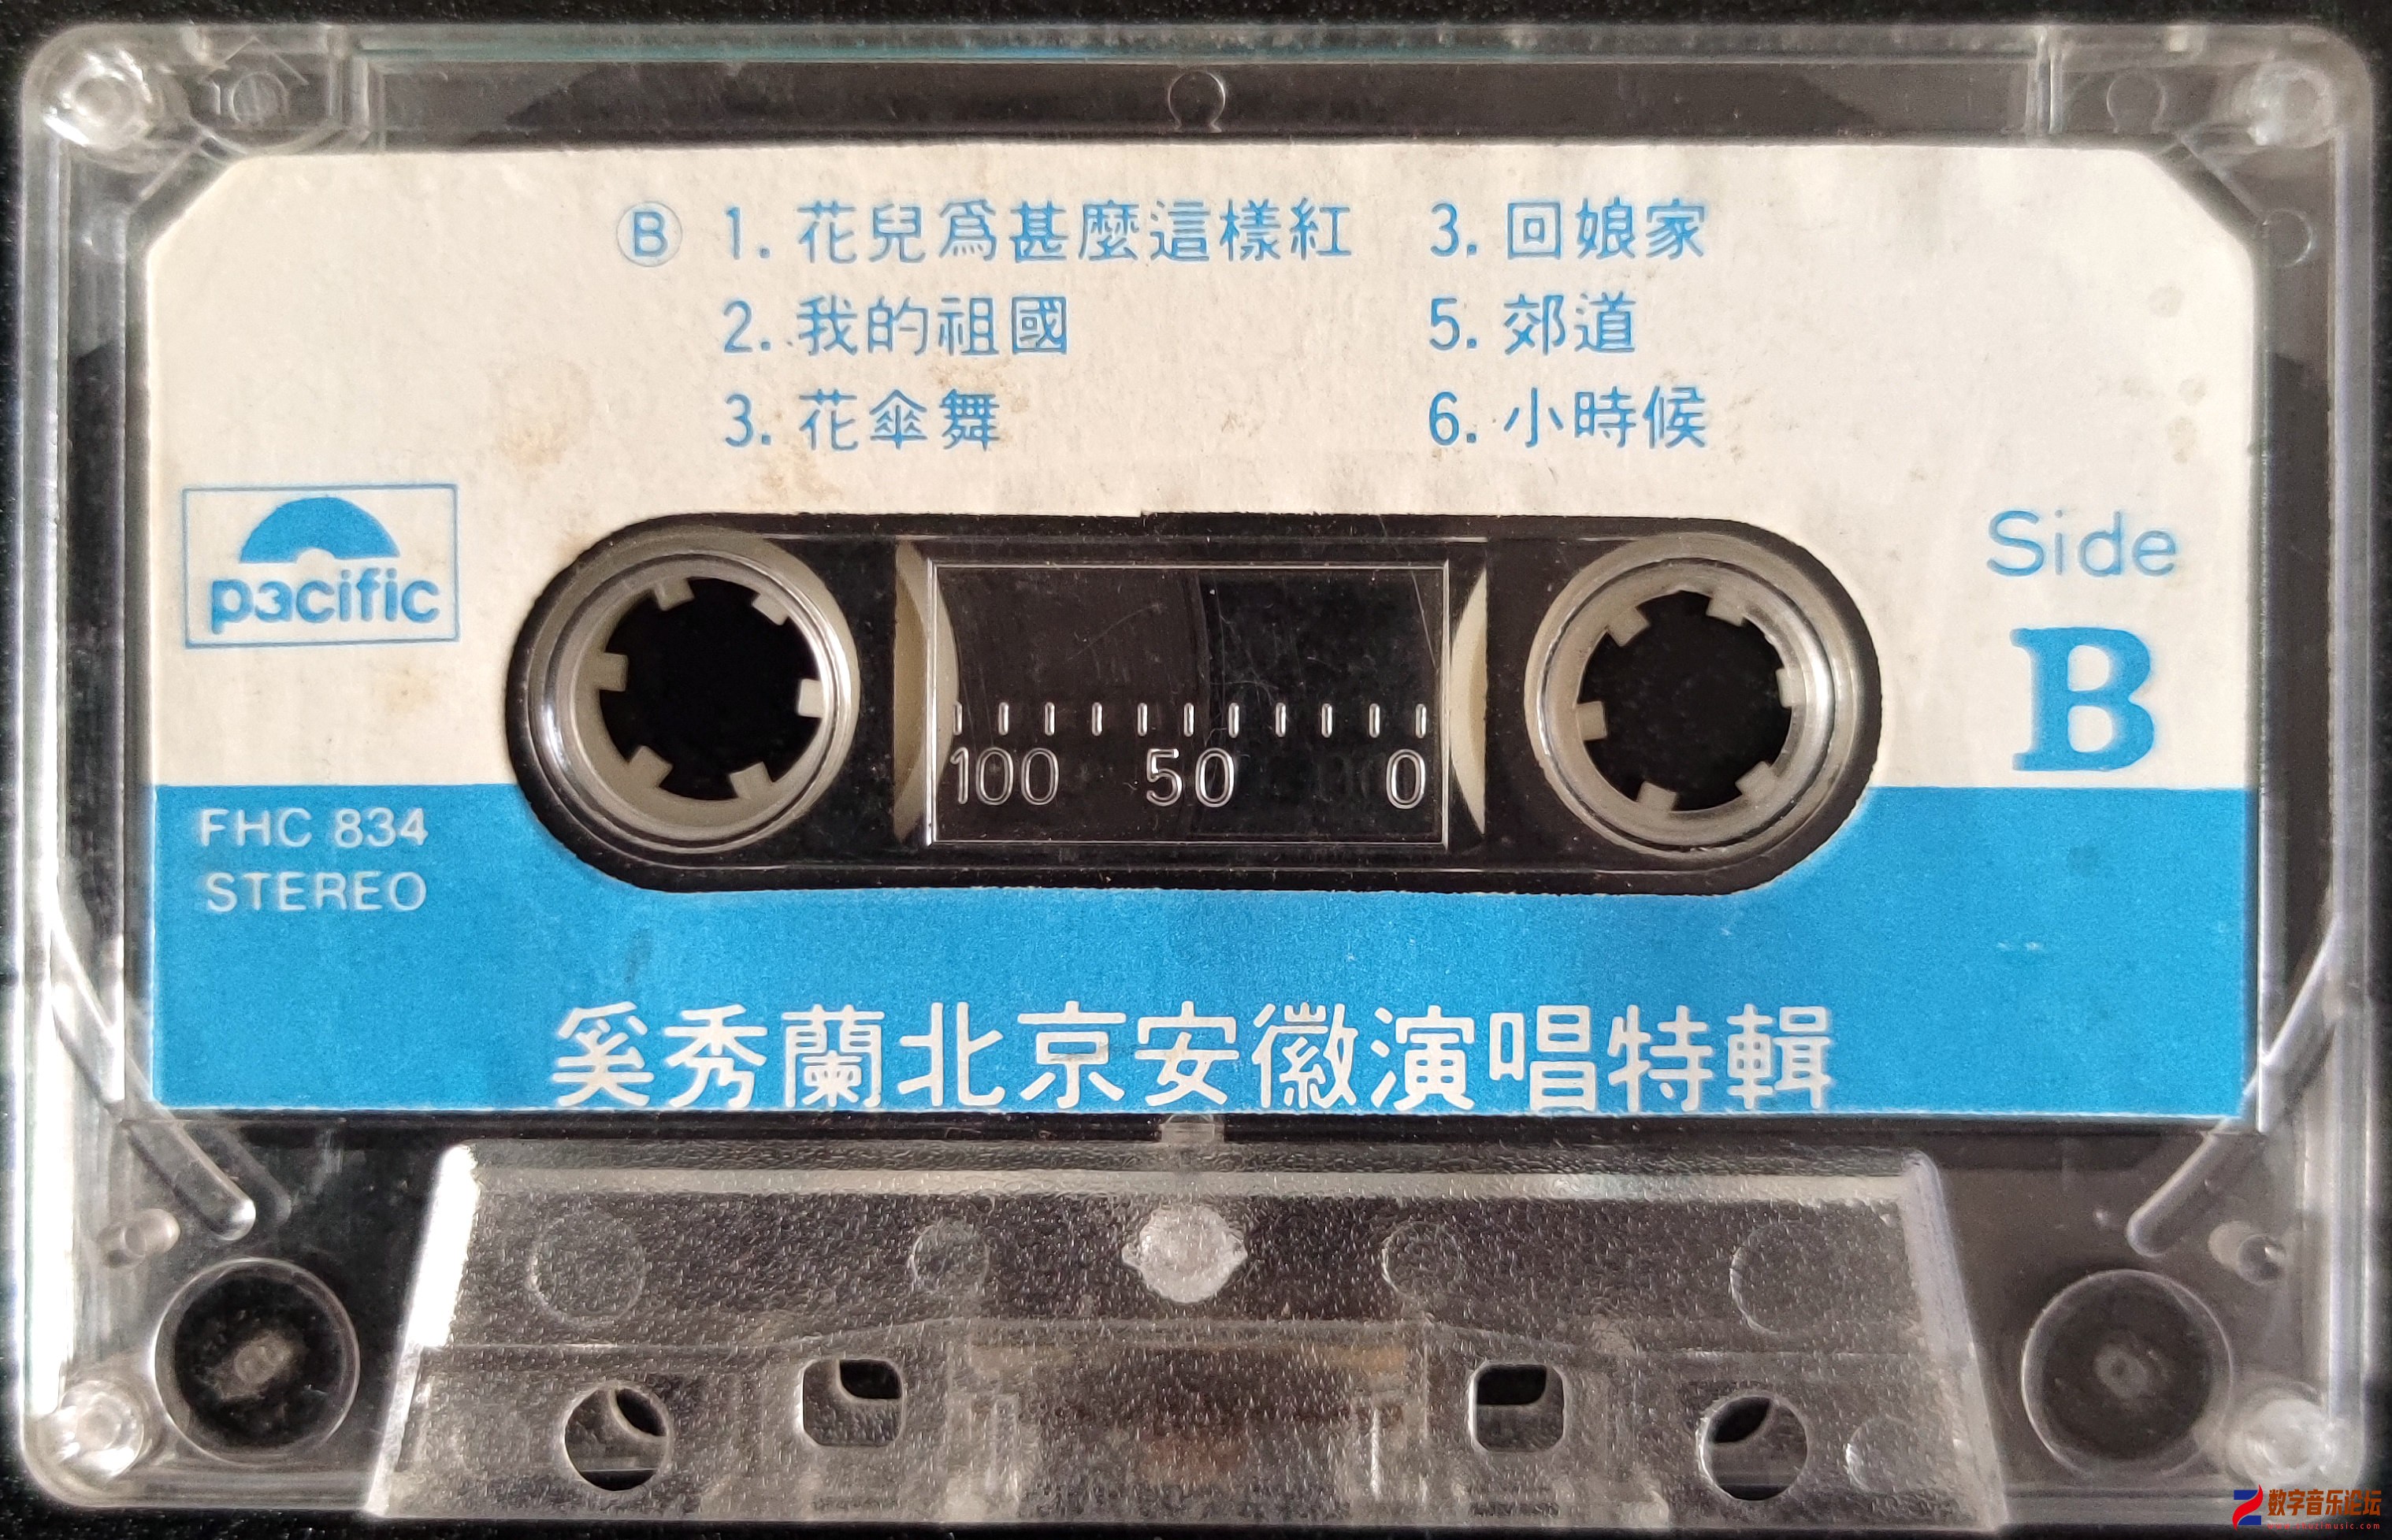 B 1. 花兒爲甚麼這樣紅
2. 我的祖國
3. 花傘舞
3. 回娘家
5. 郊道
6. 小時候
pacific
Side
B
100 50 0
FHC 834
STEREO
奚秀蘭北京安徽演唱特輯
数字音乐论坛